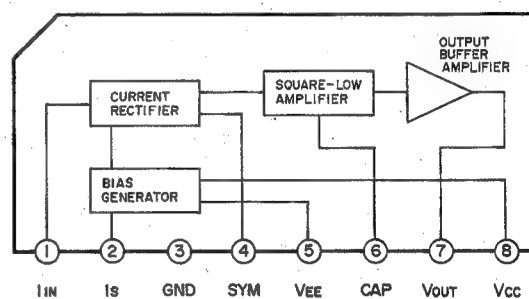 OUTPUT
BUFFER
AMPLIFIER
SQUARE-LOW
AMPLIFIER
CURRENT
RECTIFIER
BIAS
GENERATOR
1 2 3 4 5 6 7 8
IIN IS GND SYM VEE CAP VOUT VCC